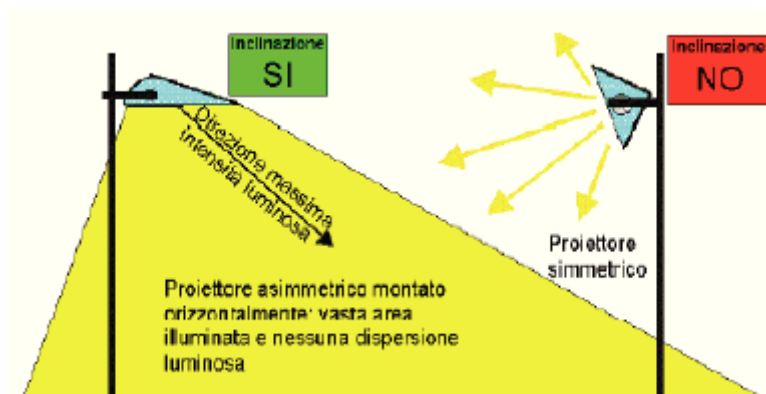 Inclinazione
SI
Inclinazione
NO
Direzione massima
intensità luminosa
Proiettore
simmetrico
Proiettore asimmetrico montato
orizzontalmente: vasta area
illuminata e nessuna dispersione
luminosa